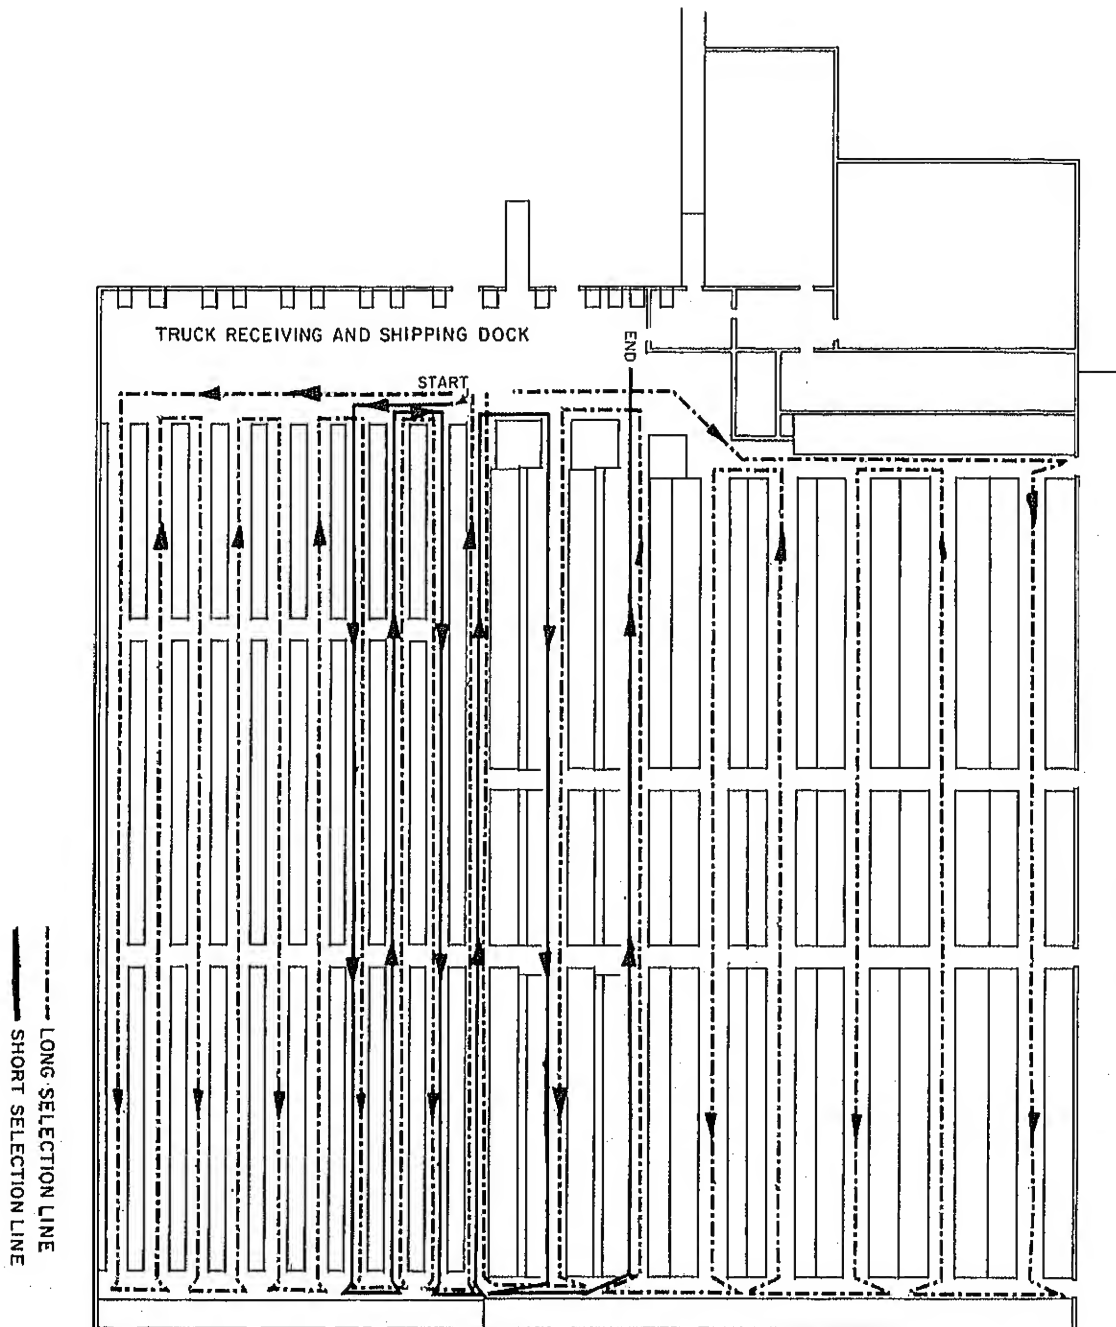 TRUCK RECEIVING AND SHIPPING DOCK
END
START
LONG SELECTION LINE
SHORT SELECTION LINE